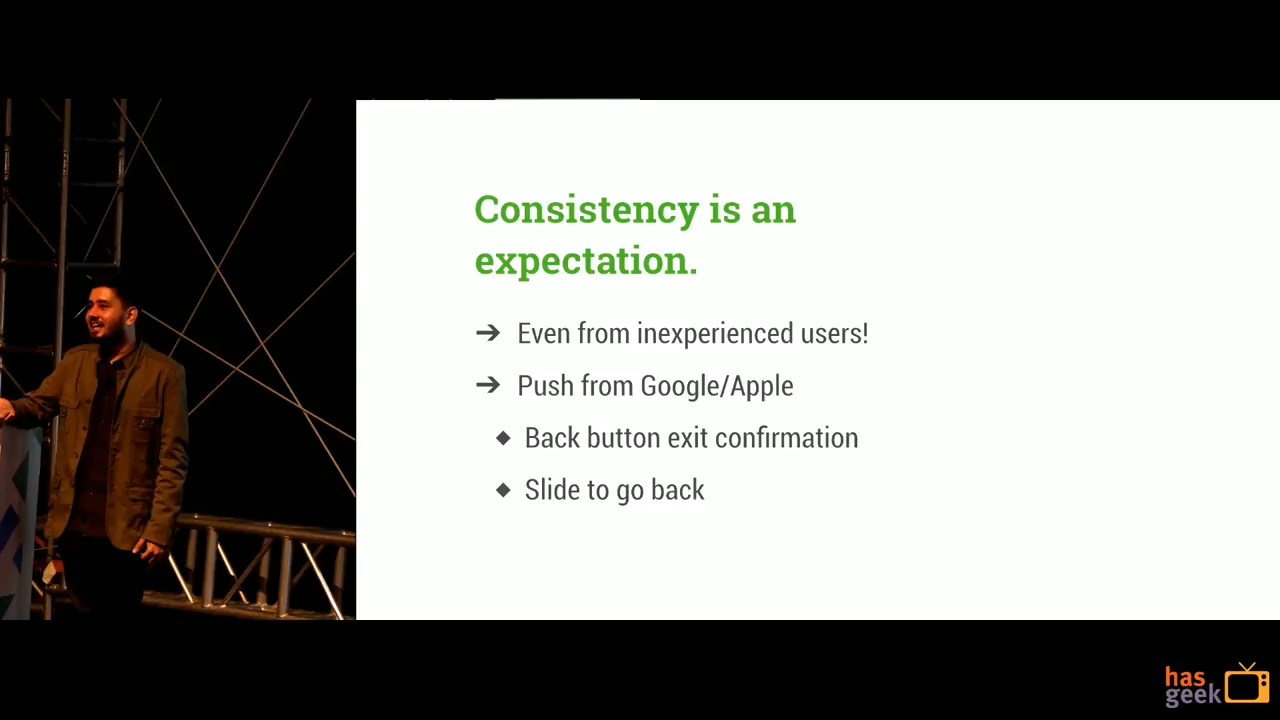 Consistency is an
expectation.
➔ Even from inexperienced users!
➔ Push from Google/Apple
◆ Back button exit confirmation
◆ Slide to go back
has
geek